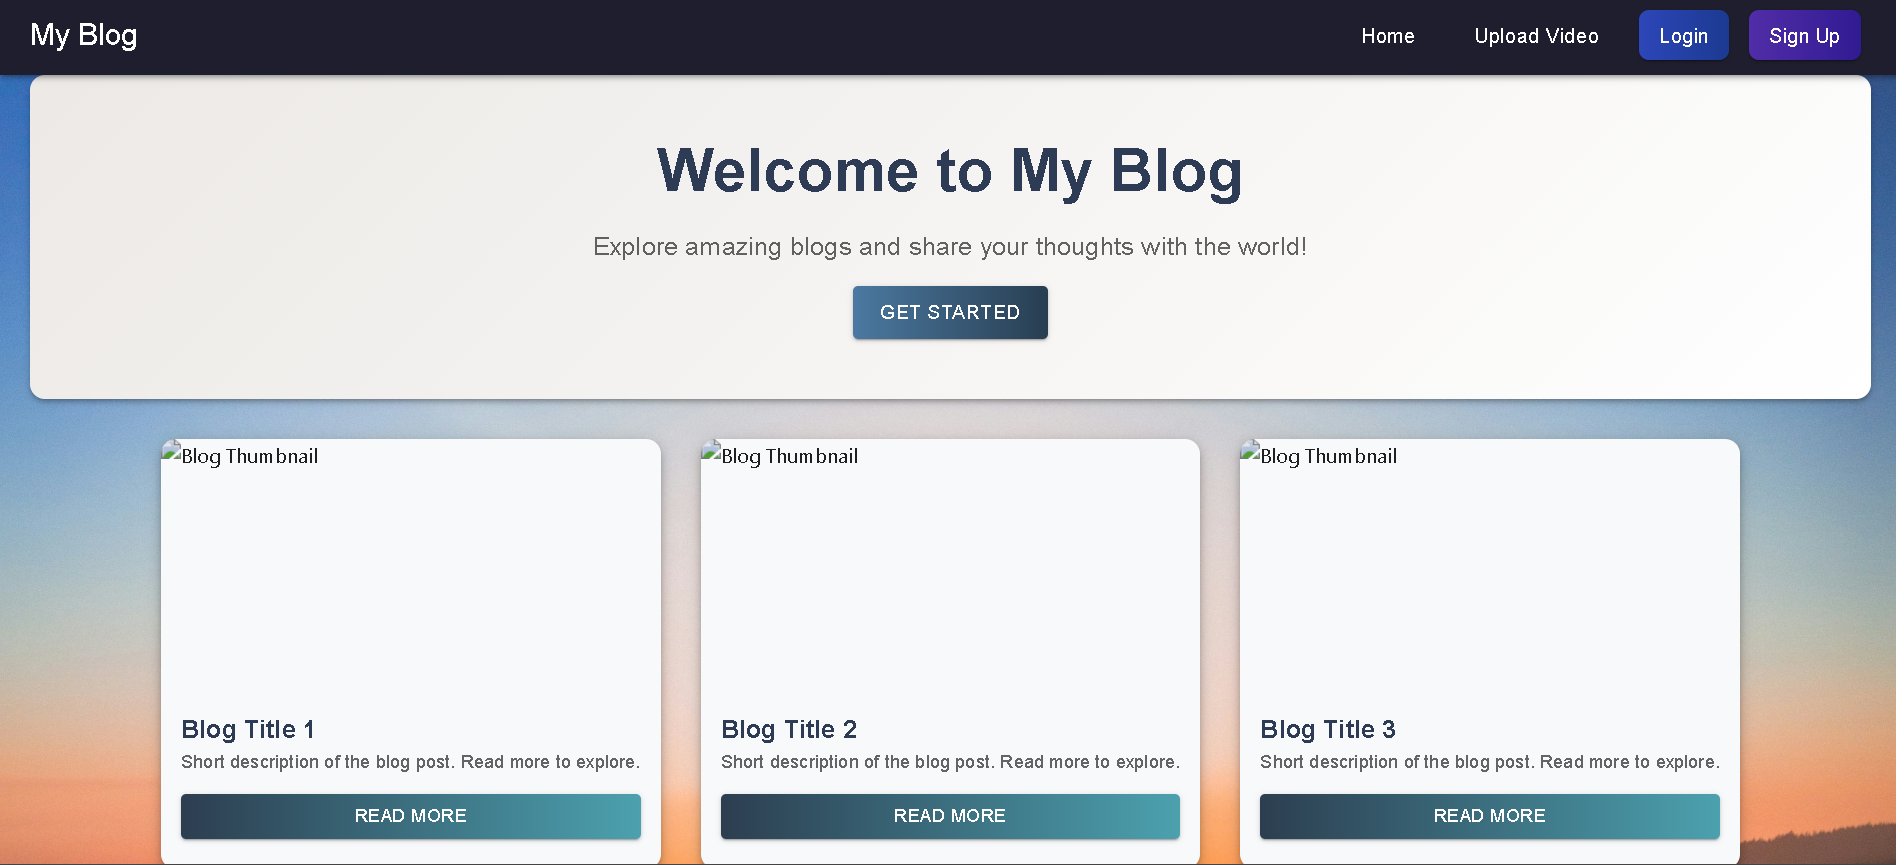 My Blog
Home
Upload Video
Login
Sign Up
Welcome to My Blog
Explore amazing blogs and share your thoughts with the world!
GET STARTED
Blog Thumbnail
Blog Title 1
Short description of the blog post. Read more to explore.
READ MORE
Blog Thumbnail
Blog Title 2
Short description of the blog post. Read more to explore.
READ MORE
Blog Thumbnail
Blog Title 3
Short description of the blog post. Read more to explore.
READ MORE